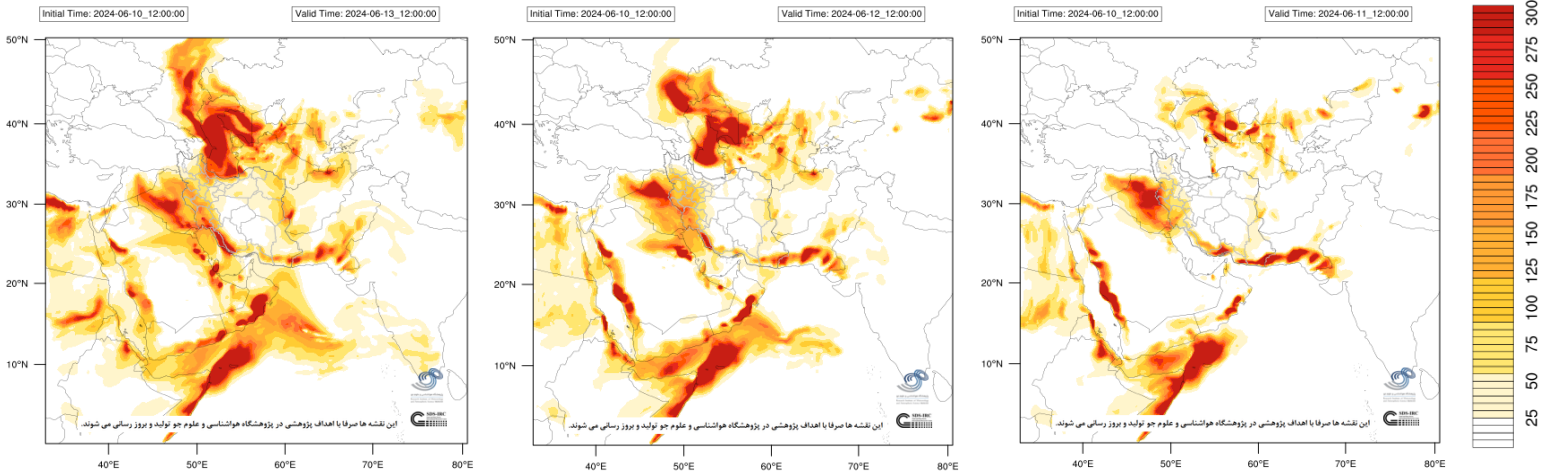 Initial Time: 2024-06-10_12:00:00 Valid Time: 2024-06-13_12:00:00
50°N
40°N
30°N
20°N
10°N
40°E 50°E 60°E 70°E 80°E
SDS-IRC
این نقشه ها صرفا با اهداف پژوهشی در پژوهشگاه هواشناسی و علوم جو تولید و بروز رسانی می شوند.
Initial Time: 2024-06-10_12:00:00 Valid Time: 2024-06-12_12:00:00
50°N
40°N
30°N
20°N
10°N
40°E 50°E 60°E 70°E 80°E
SDS-IRC
این نقشه ها صرفا با اهداف پژوهشی در پژوهشگاه هواشناسی و علوم جو تولید و بروز رسانی می شوند.
Initial Time: 2024-06-10_12:00:00 Valid Time: 2024-06-11_12:00:00
50°N
40°N
30°N
20°N
10°N
40°E 50°E 60°E 70°E 80°E
SDS-IRC
این نقشه ها صرفا با اهداف پژوهشی در پژوهشگاه هواشناسی و علوم جو تولید و بروز رسانی می شوند.
300
275
250
225
200
175
150
125
100
75
50
25